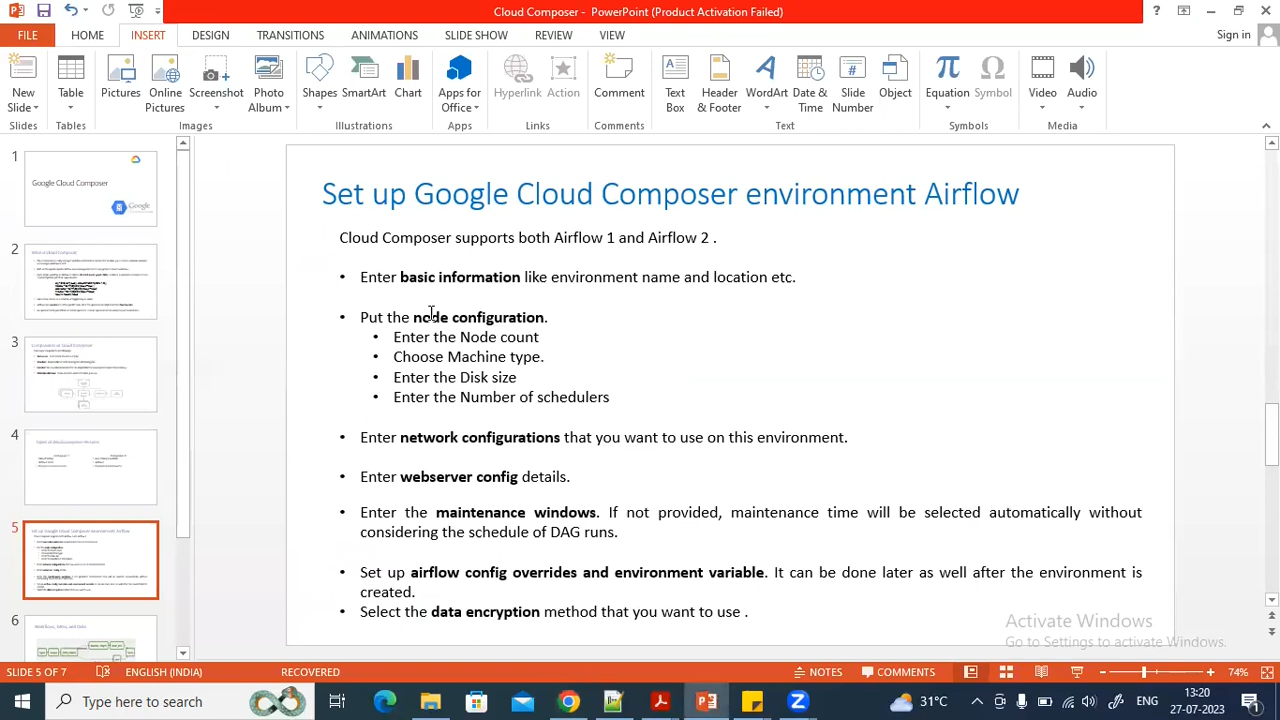 Cloud Composer - PowerPoint (Product Activation Failed)
FILE HOME INSERT DESIGN TRANSITIONS ANIMATIONS SLIDE SHOW REVIEW VIEW Sign in
New Slide Table Pictures Online Pictures Screenshot Photo Album Shapes SmartArt Chart Apps for Office Hyperlink Action Comment Text Box Header & Footer WordArt Date & Time Slide Number Object Equation Symbol Video Audio
Slides Tables Images Illustrations Apps Links Comments Text Symbols Media
1
Google Cloud Composer
Google
2
3
4
5
6
Set up Google Cloud Composer environment Airflow
Cloud Composer supports both Airflow 1 and Airflow 2 .
• Enter basic information like environment name and location etc.
• Put the node configuration.
• Enter the Node count
• Choose Machine type.
• Enter the Disk size
• Enter the Number of schedulers
• Enter network configurations that you want to use on this environment.
• Enter webserver config details.
• Enter the maintenance windows. If not provided, maintenance time will be selected automatically without
considering the schedule of DAG runs.
• Set up airflow config overrides and environment variable. It can be done later as well after the environment is
created.
• Select the data encryption method that you want to use .
Activate Windows
Go to Settings to activate Windows.
SLIDE 5 OF 7 ENGLISH (INDIA) RECOVERED NOTES COMMENTS 74%
Type here to search 31°C ENG 13:20
27-07-2023 1